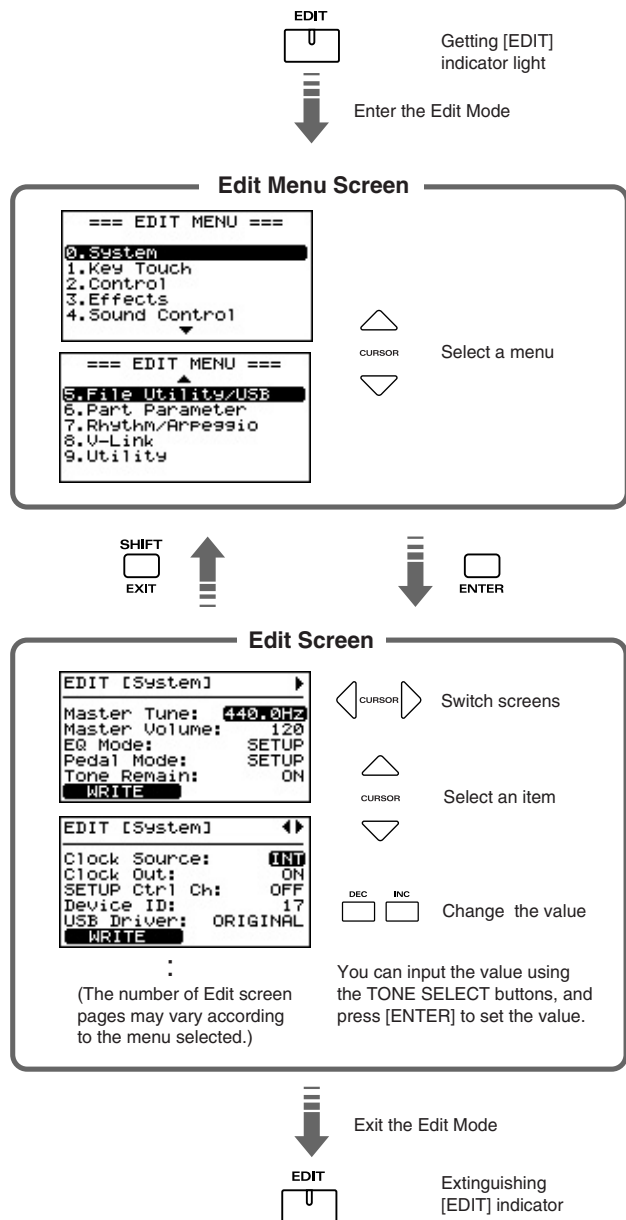 EDIT
Getting [EDIT]
indicator light
Enter the Edit Mode
Edit Menu Screen
=== EDIT MENU ===
0.System
1.Key Touch
2.Control
3.Effects
4.Sound Control
CURSOR
Select a menu
=== EDIT MENU ===
5.File Utility/USB
6.Part Parameter
7.Rhythm/Arpeggio
8.V-Link
9.Utility
SHIFT
EXIT
ENTER
Edit Screen
EDIT [System]
Master Tune: 440.0Hz
Master Volume: 120
EQ Mode: SETUP
Pedal Mode: SETUP
Tone Remain: ON
WRITE
CURSOR
Switch screens
CURSOR
Select an item
EDIT [System]
Clock Source: INT
Clock Out: ON
SETUP Ctrl Ch: OFF
Device ID: 17
USB Driver: ORIGINAL
WRITE
DEC INC
Change the value
:
(The number of Edit screen
pages may vary according
to the menu selected.)
You can input the value using
the TONE SELECT buttons, and
press [ENTER] to set the value.
Exit the Edit Mode
EDIT
Extinguishing
[EDIT] indicator